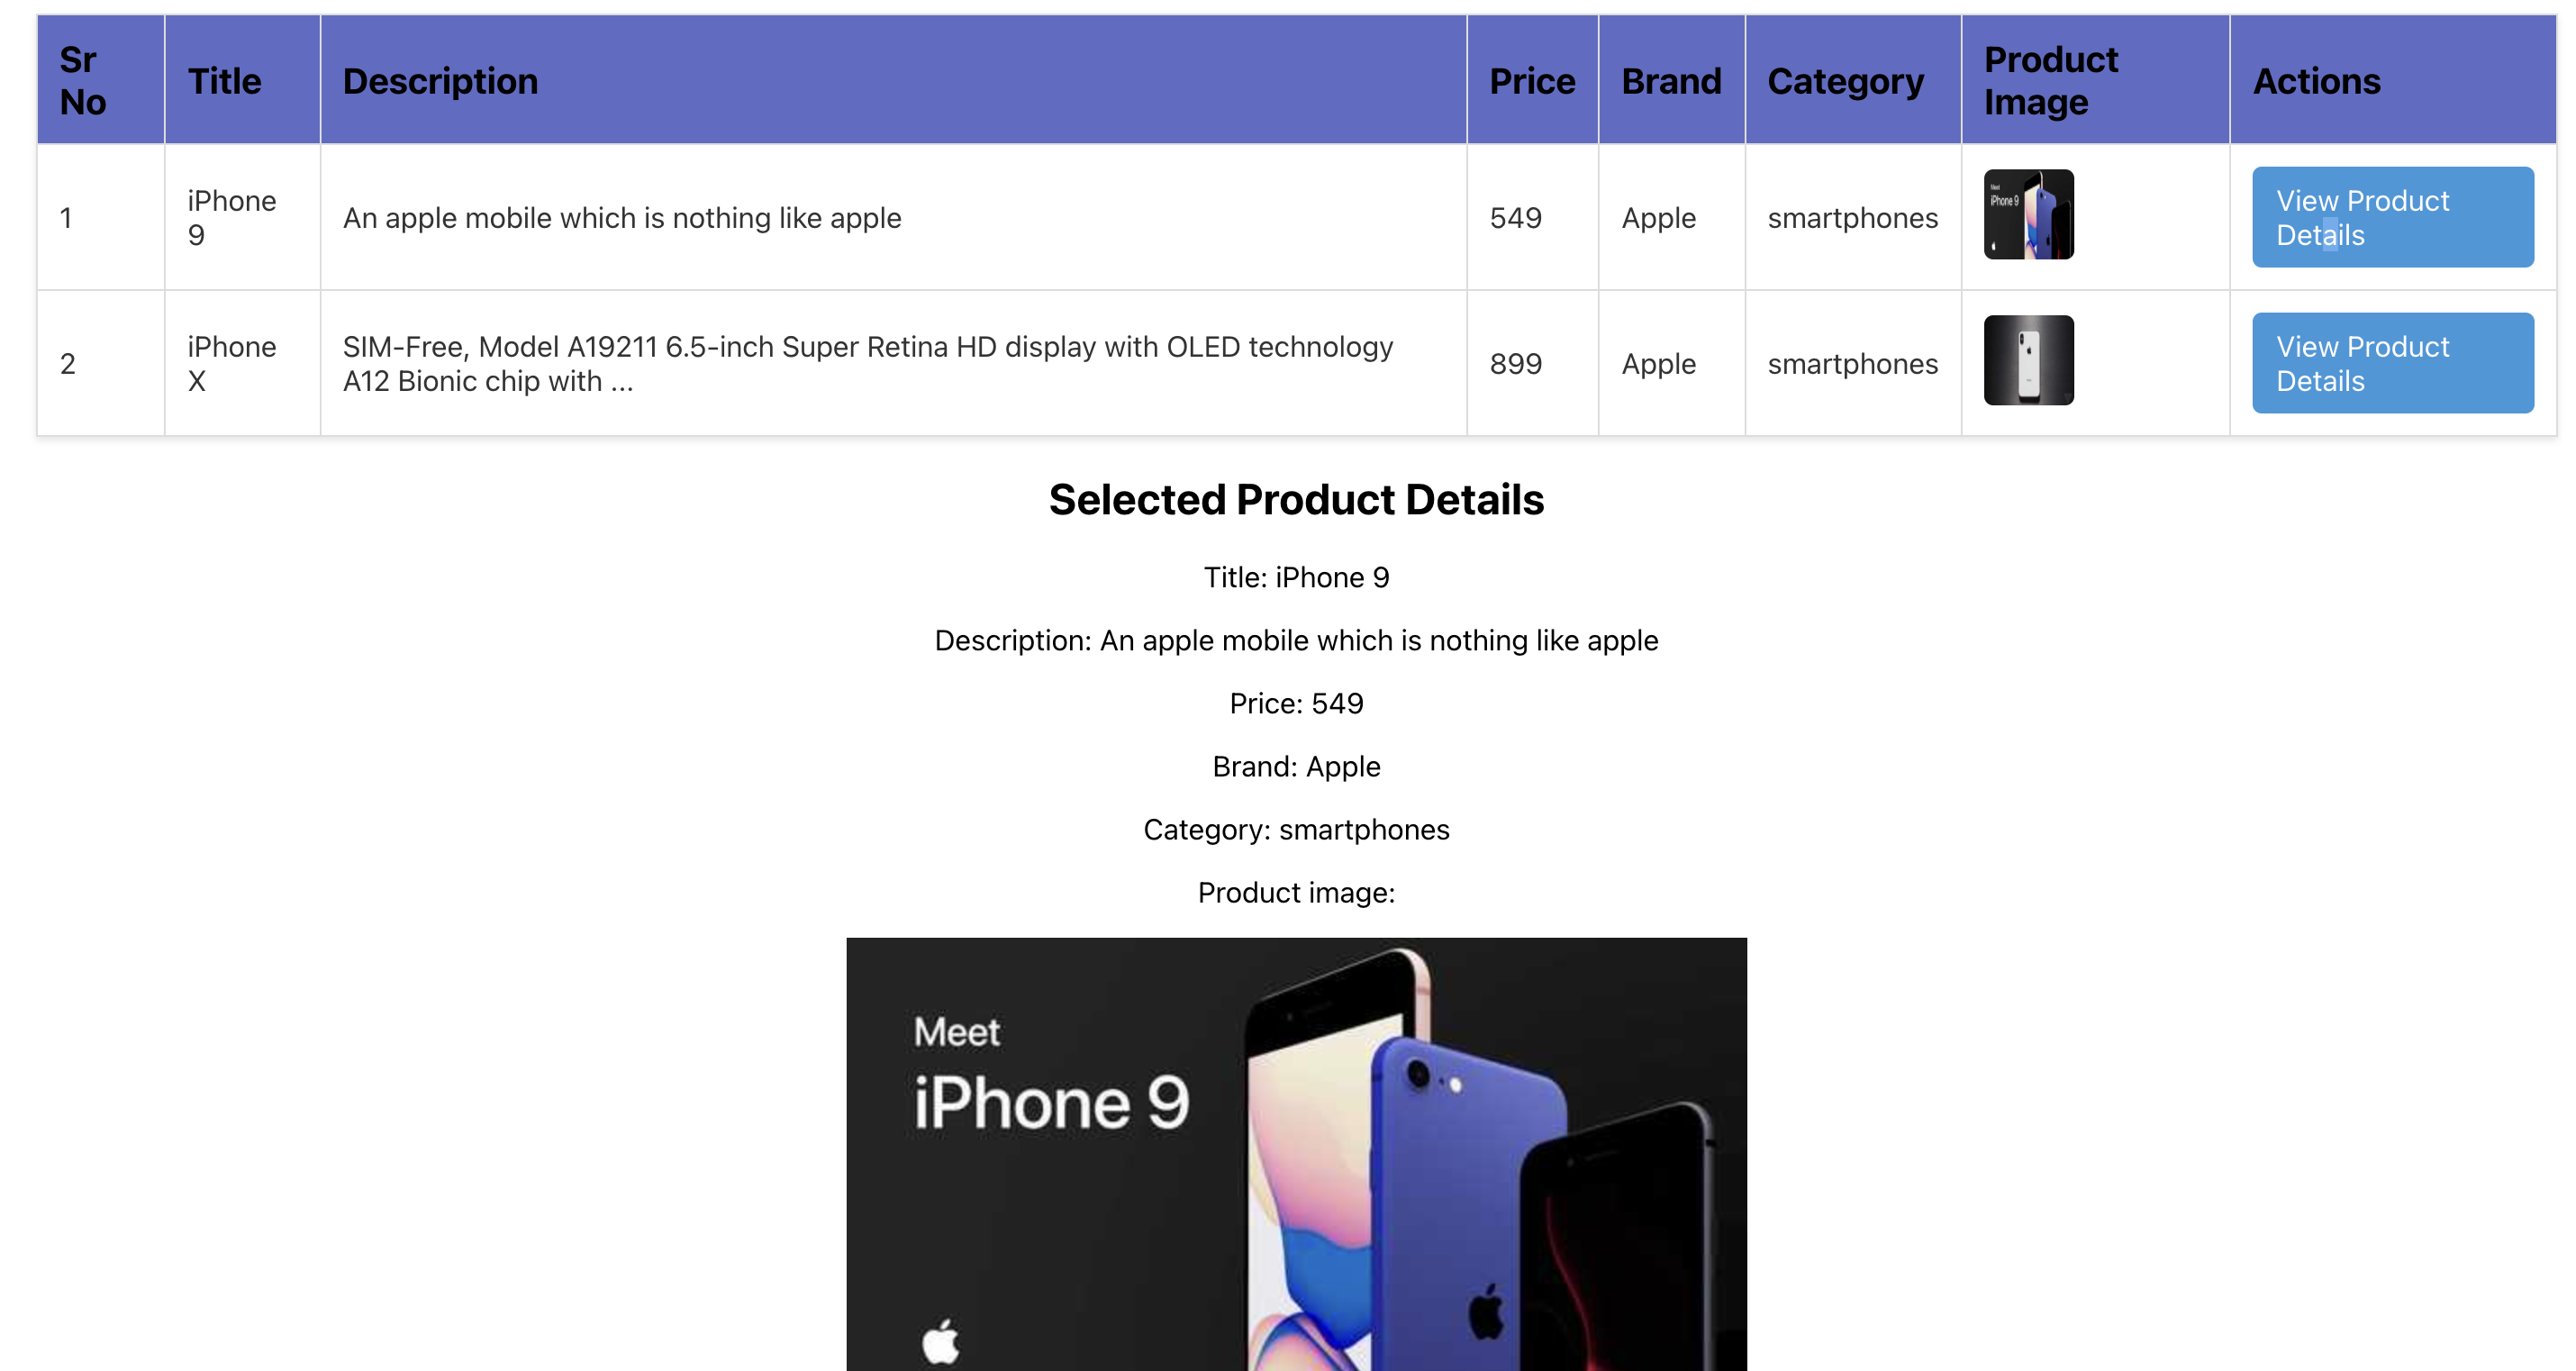 Sr No
Title
Description
Price
Brand
Category
Product Image
Actions
1
iPhone 9
An apple mobile which is nothing like apple
549
Apple
smartphones
Meet
iPhone 9
View Product
Details
2
iPhone X
SIM-Free, Model A19211 6.5-inch Super Retina HD display with OLED technology
A12 Bionic chip with ...
899
Apple
smartphones
View Product
Details
Selected Product Details
Title: iPhone 9
Description: An apple mobile which is nothing like apple
Price: 549
Brand: Apple
Category: smartphones
Product image:
Meet
iPhone 9